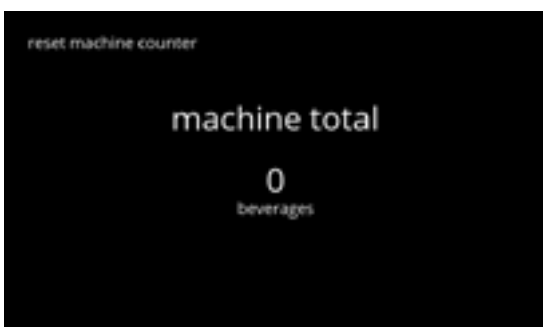 reset machine counter
machine total
0
beverages